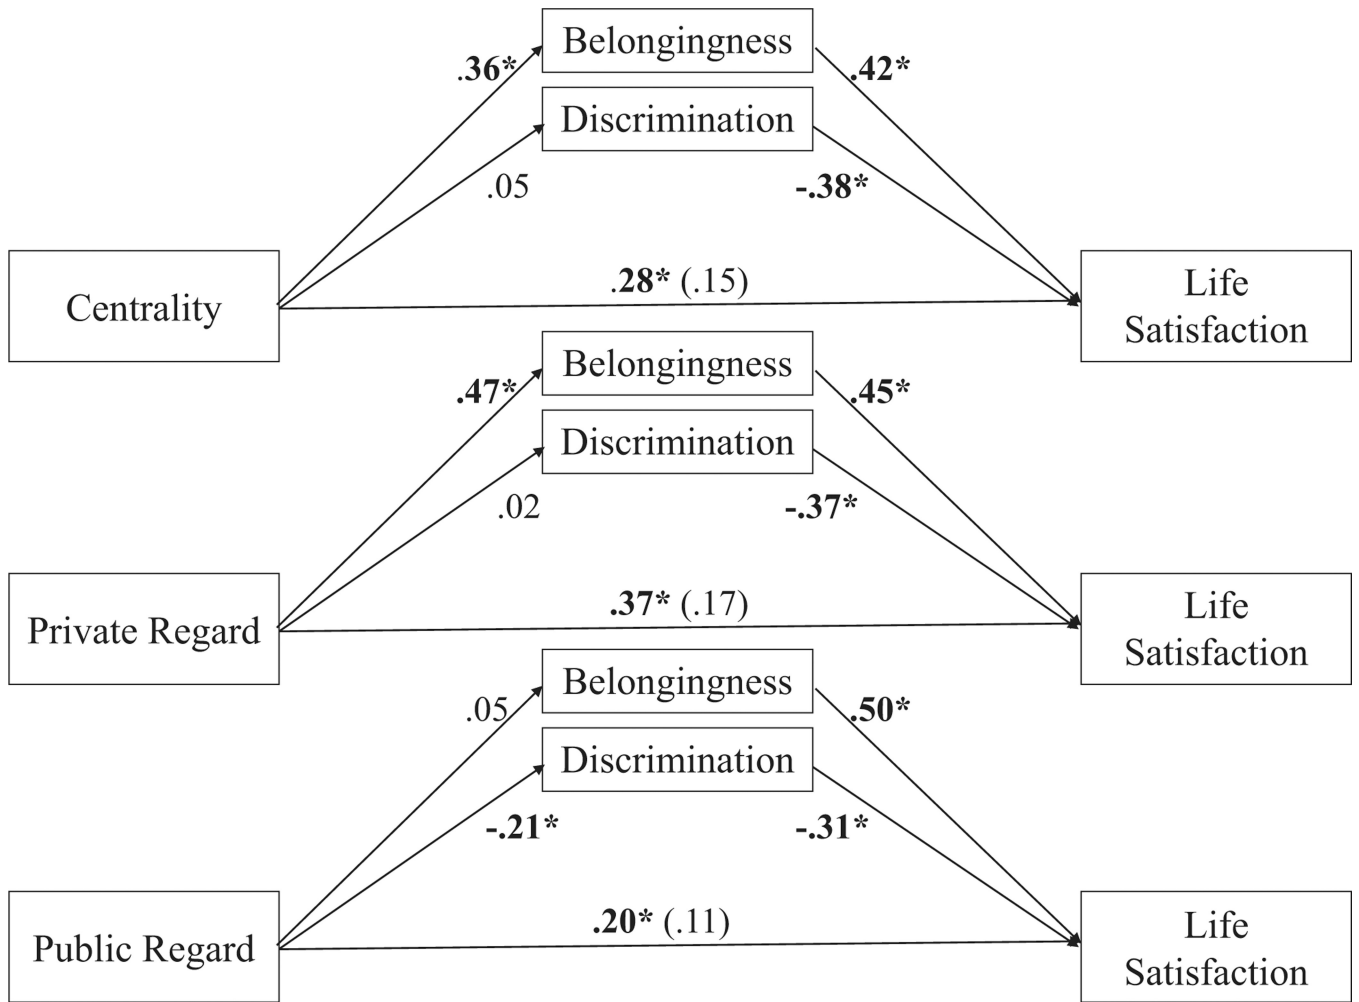 Belongingness
.36*
.42*
Discrimination
.05
-.38*
Centrality
.28* (.15)
Life
Satisfaction
Belongingness
.47*
.45*
Discrimination
.02
-.37*
Private Regard
.37* (.17)
Life
Satisfaction
Belongingness
.05
.50*
Discrimination
-.21*
-.31*
Public Regard
.20* (.11)
Life
Satisfaction